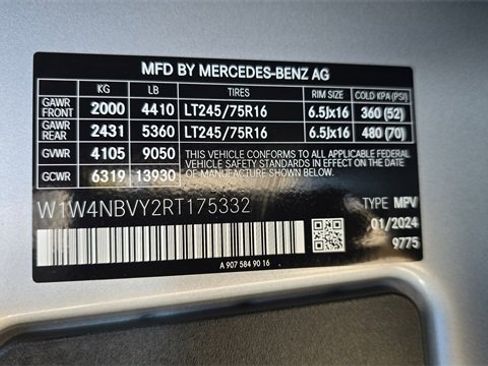 MFD BY MERCEDES-BENZ AG
KG LB TIRES RIM SIZE COLD KPA (PSI)
GAWR FRONT 2000 4410 LT245/75R16 6.5Jx16 360 (52)
GAWR REAR 2431 5360 LT245/75R16 6.5Jx16 480 (70)
GVWR 4105 9050 THIS VEHICLE CONFORMS TO ALL APPLICABLE FEDERAL MOTOR
VEHICLE SAFETY STANDARDS IN EFFECT ON THE DATE
GCWR 6319 13930 OF MANUFACTURE SHOWN ABOVE.
W1W4NBVY2RT175332 TYPE MPV
01/2024
9775
A 907 584 90 16